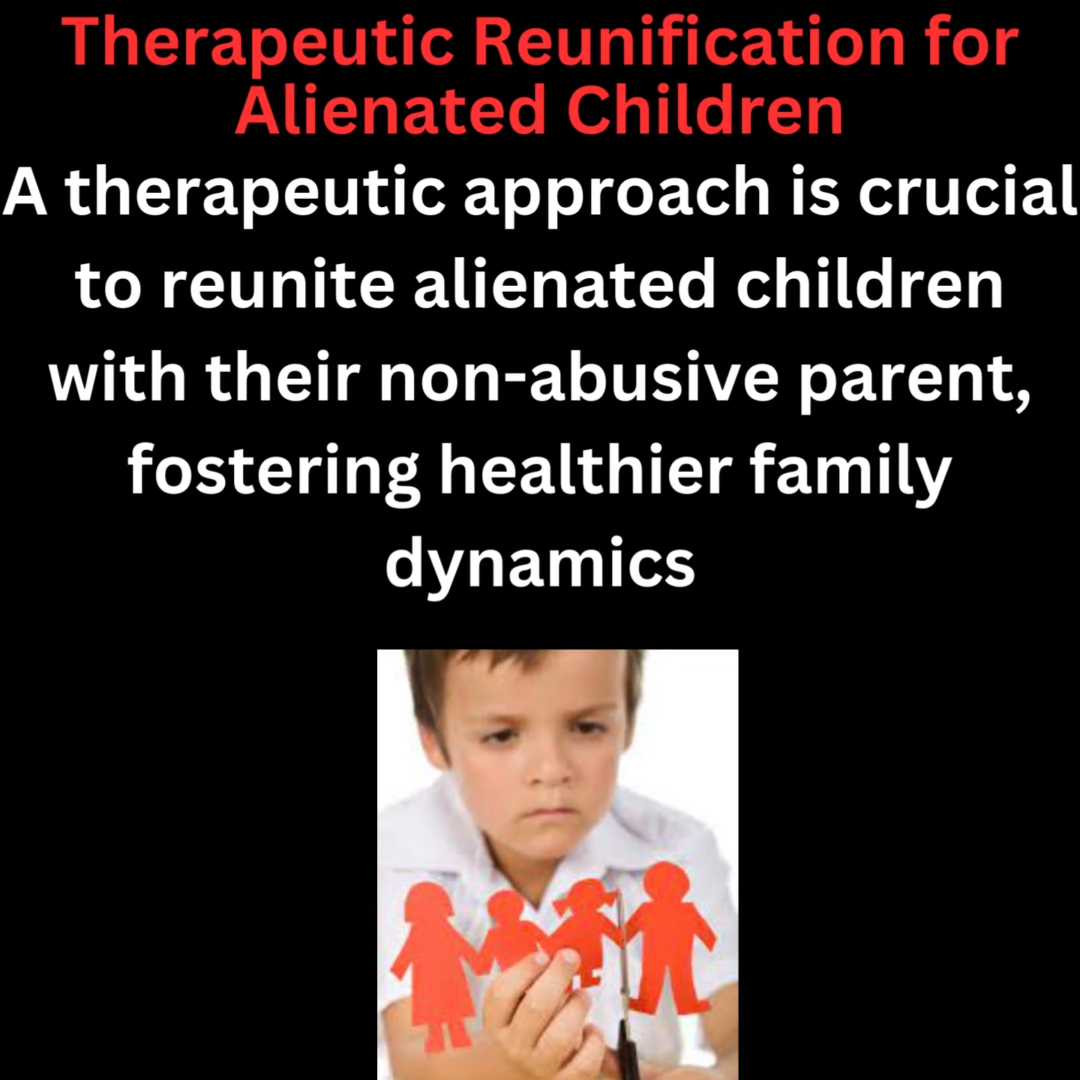 Therapeutic Reunification for
Alienated Children
A therapeutic approach is crucial
to reunite alienated children
with their non-abusive parent,
fostering healthier family
dynamics